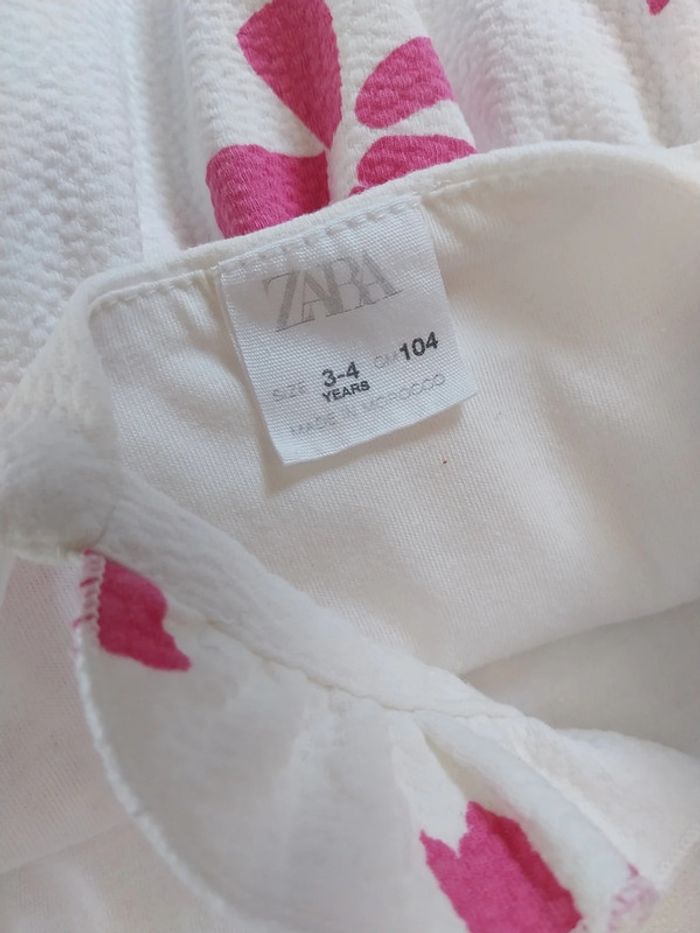 ZARA
SIZE 3-4 YEARS CM 104
MADE IN MOROCCO